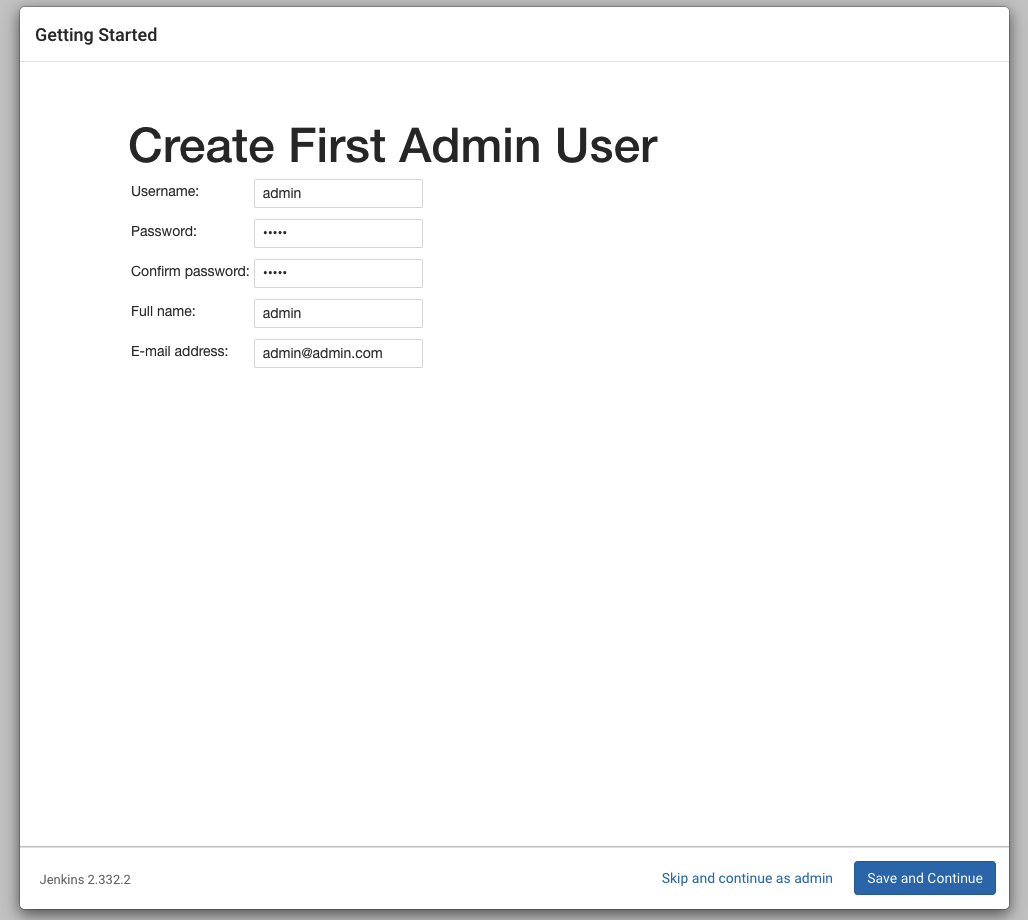 Getting Started
Create First Admin User
Username: admin
Password: •••••
Confirm password: •••••
Full name: admin
E-mail address: admin@admin.com
Jenkins 2.332.2 Skip and continue as admin Save and Continue